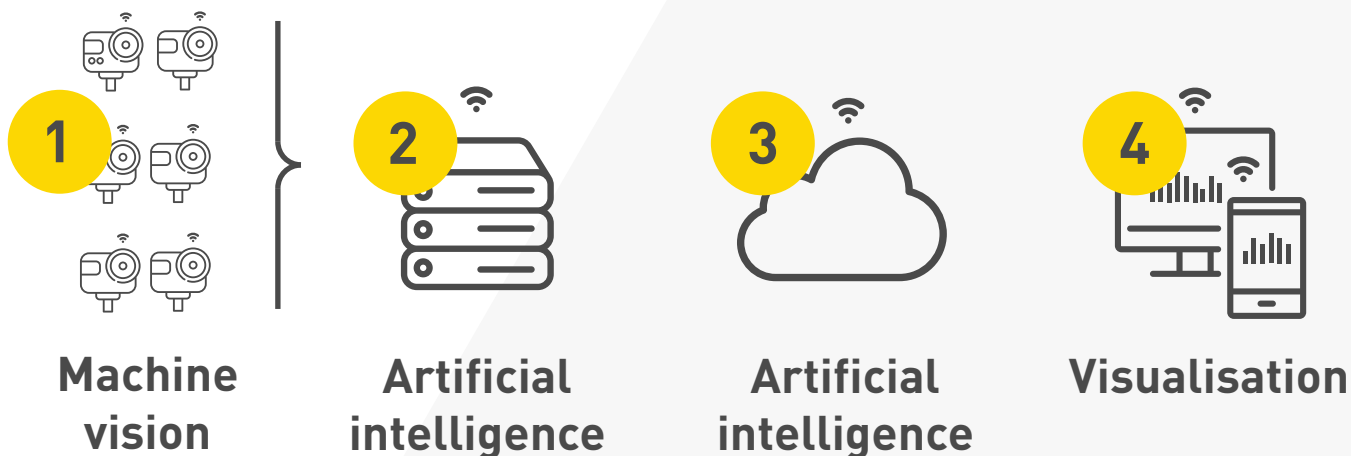 1
2
3
4
Machine
vision
Artificial
intelligence
Artificial
intelligence
Visualisation